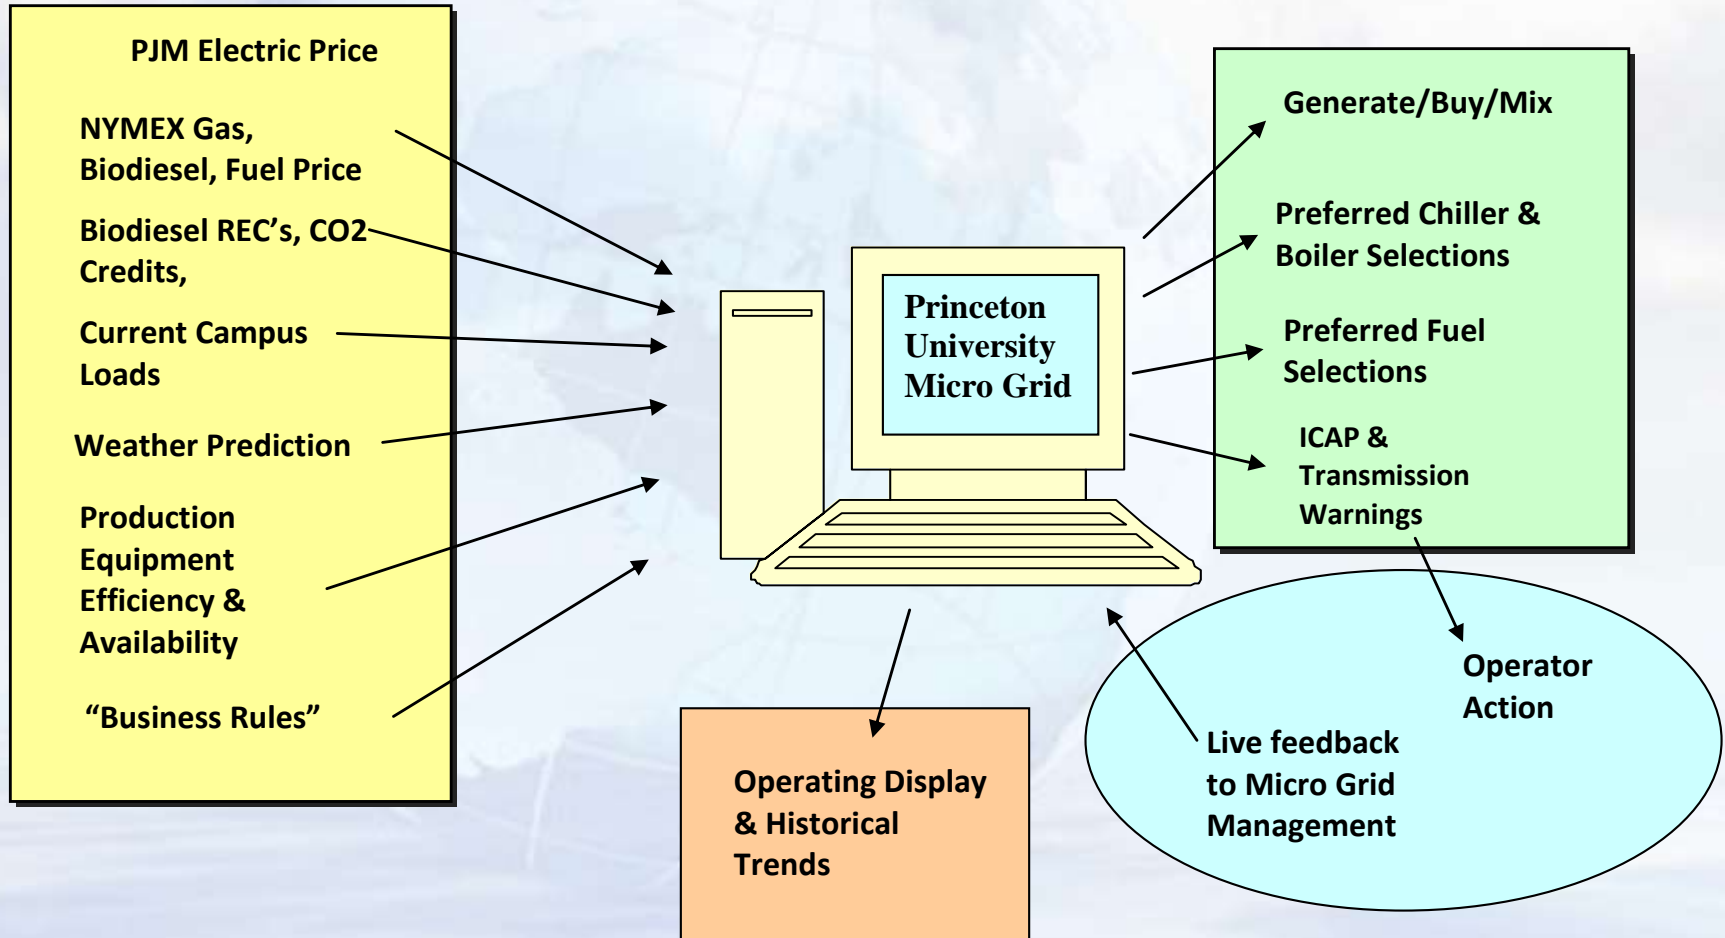 PJM Electric Price
NYMEX Gas,
Biodiesel, Fuel Price
Biodiesel REC’s, CO2
Credits,
Current Campus
Loads
Weather Prediction
Production
Equipment
Efficiency &
Availability
“Business Rules”
Princeton
University
Micro Grid
Generate/Buy/Mix
Preferred Chiller &
Boiler Selections
Preferred Fuel
Selections
ICAP &
Transmission
Warnings
Operator
Action
Live feedback
to Micro Grid
Management
Operating Display
& Historical
Trends